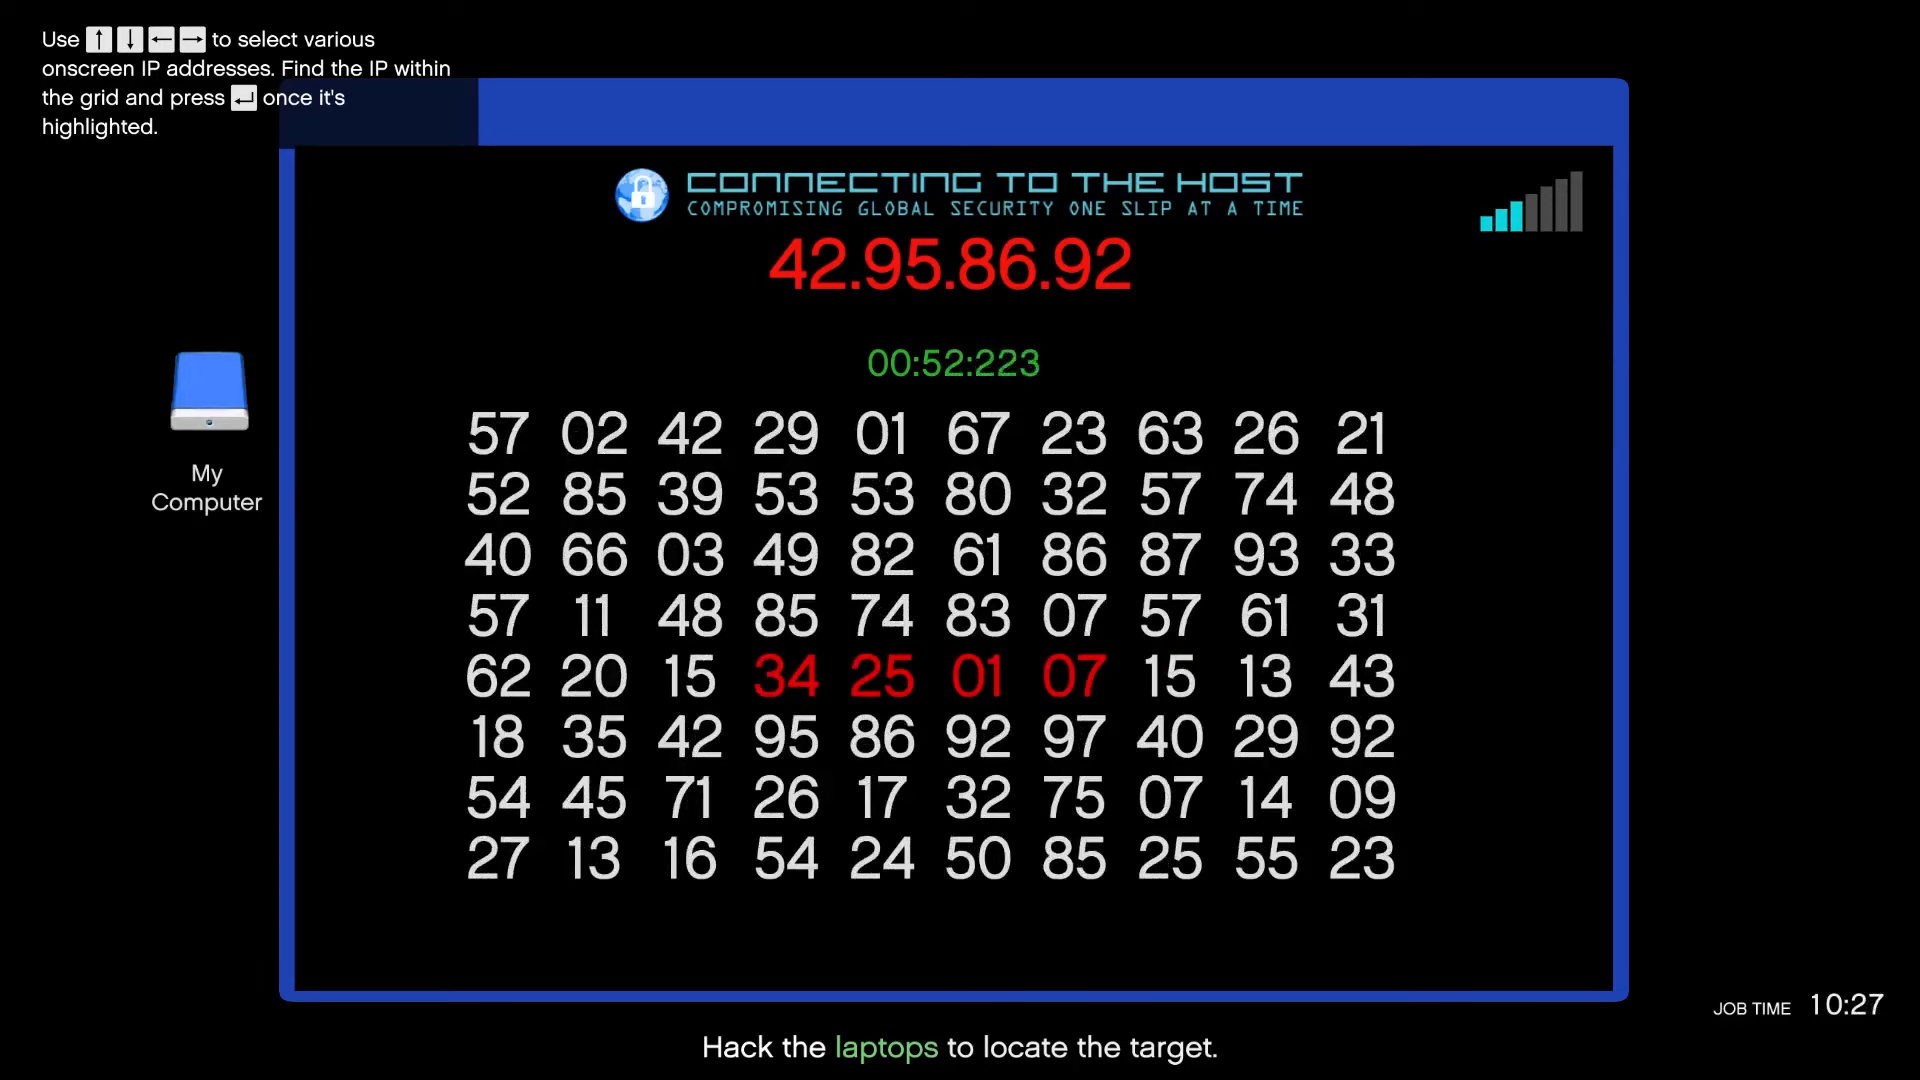 Use ↑ ↓ ← → to select various
onscreen IP addresses. Find the IP within
the grid and press ↵ once it's
highlighted.
CONNECTING TO THE HOST
COMPROMISING GLOBAL SECURITY ONE SLIP AT A TIME
42.95.86.92
00:52:223
57 02 42 29 01 67 23 63 26 21
52 85 39 53 53 80 32 57 74 48
40 66 03 49 82 61 86 87 93 33
57 11 48 85 74 83 07 57 61 31
62 20 15 34 25 01 07 15 13 43
18 35 42 95 86 92 97 40 29 92
54 45 71 26 17 32 75 07 14 09
27 13 16 54 24 50 85 25 55 23
My
Computer
JOB TIME 10:27
Hack the laptops to locate the target.